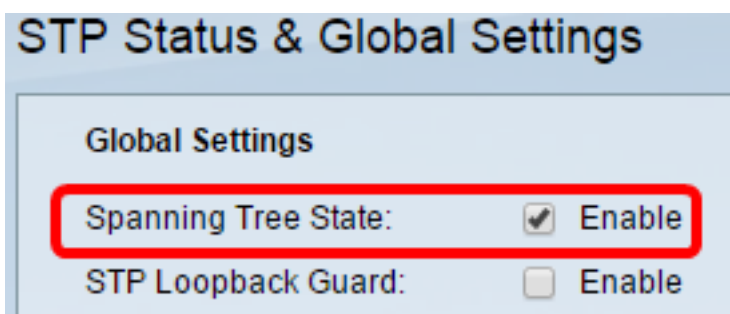 STP Status & Global Settings
Global Settings
Spanning Tree State: Enable
STP Loopback Guard: Enable